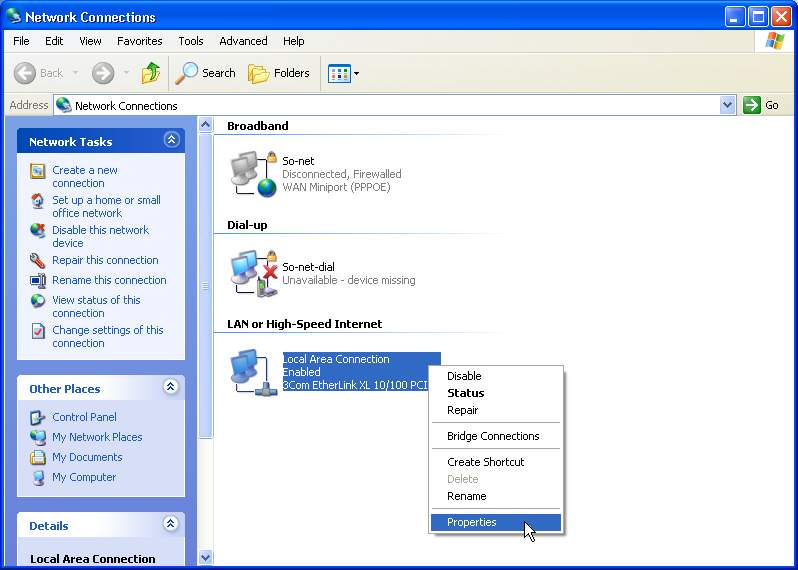 Network Connections
File Edit View Favorites Tools Advanced Help
Back Search Folders
Address Network Connections Go
Network Tasks
Create a new
connection
Set up a home or small
office network
Disable this network
device
Repair this connection
Rename this connection
View status of this
connection
Change settings of this
connection
Other Places
Control Panel
My Network Places
My Documents
My Computer
Details
Local Area Connection
Broadband
So-net
Disconnected, Firewalled
WAN Miniport (PPPOE)
Dial-up
So-net-dial
Unavailable - device missing
LAN or High-Speed Internet
Local Area Connection
Enabled
3Com EtherLink XL 10/100 PCI
Disable
Status
Repair
Bridge Connections
Create Shortcut
Delete
Rename
Properties